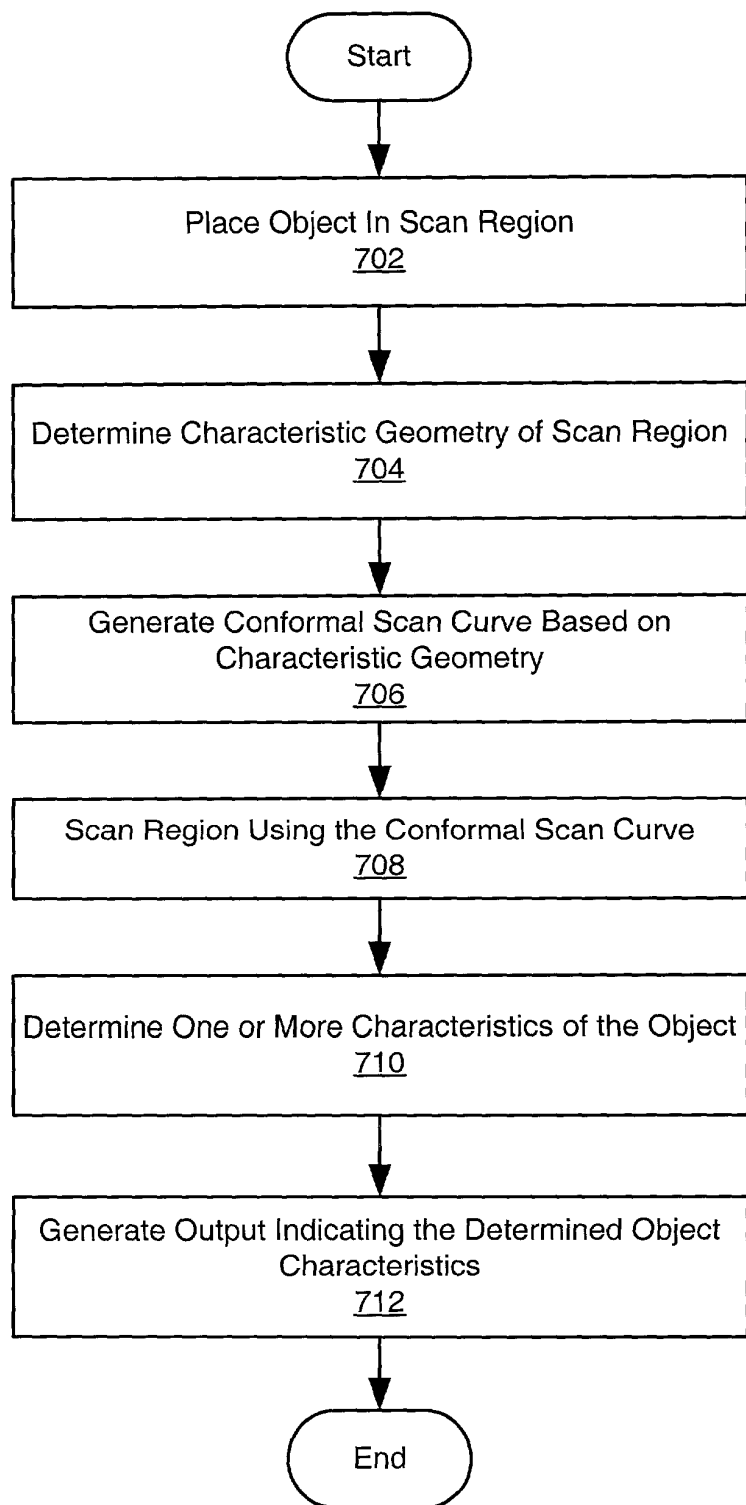 Start
Place Object In Scan Region
702
Determine Characteristic Geometry of Scan Region
704
Generate Conformal Scan Curve Based on
Characteristic Geometry
706
Scan Region Using the Conformal Scan Curve
708
Determine One or More Characteristics of the Object
710
Generate Output Indicating the Determined Object
Characteristics
712
End